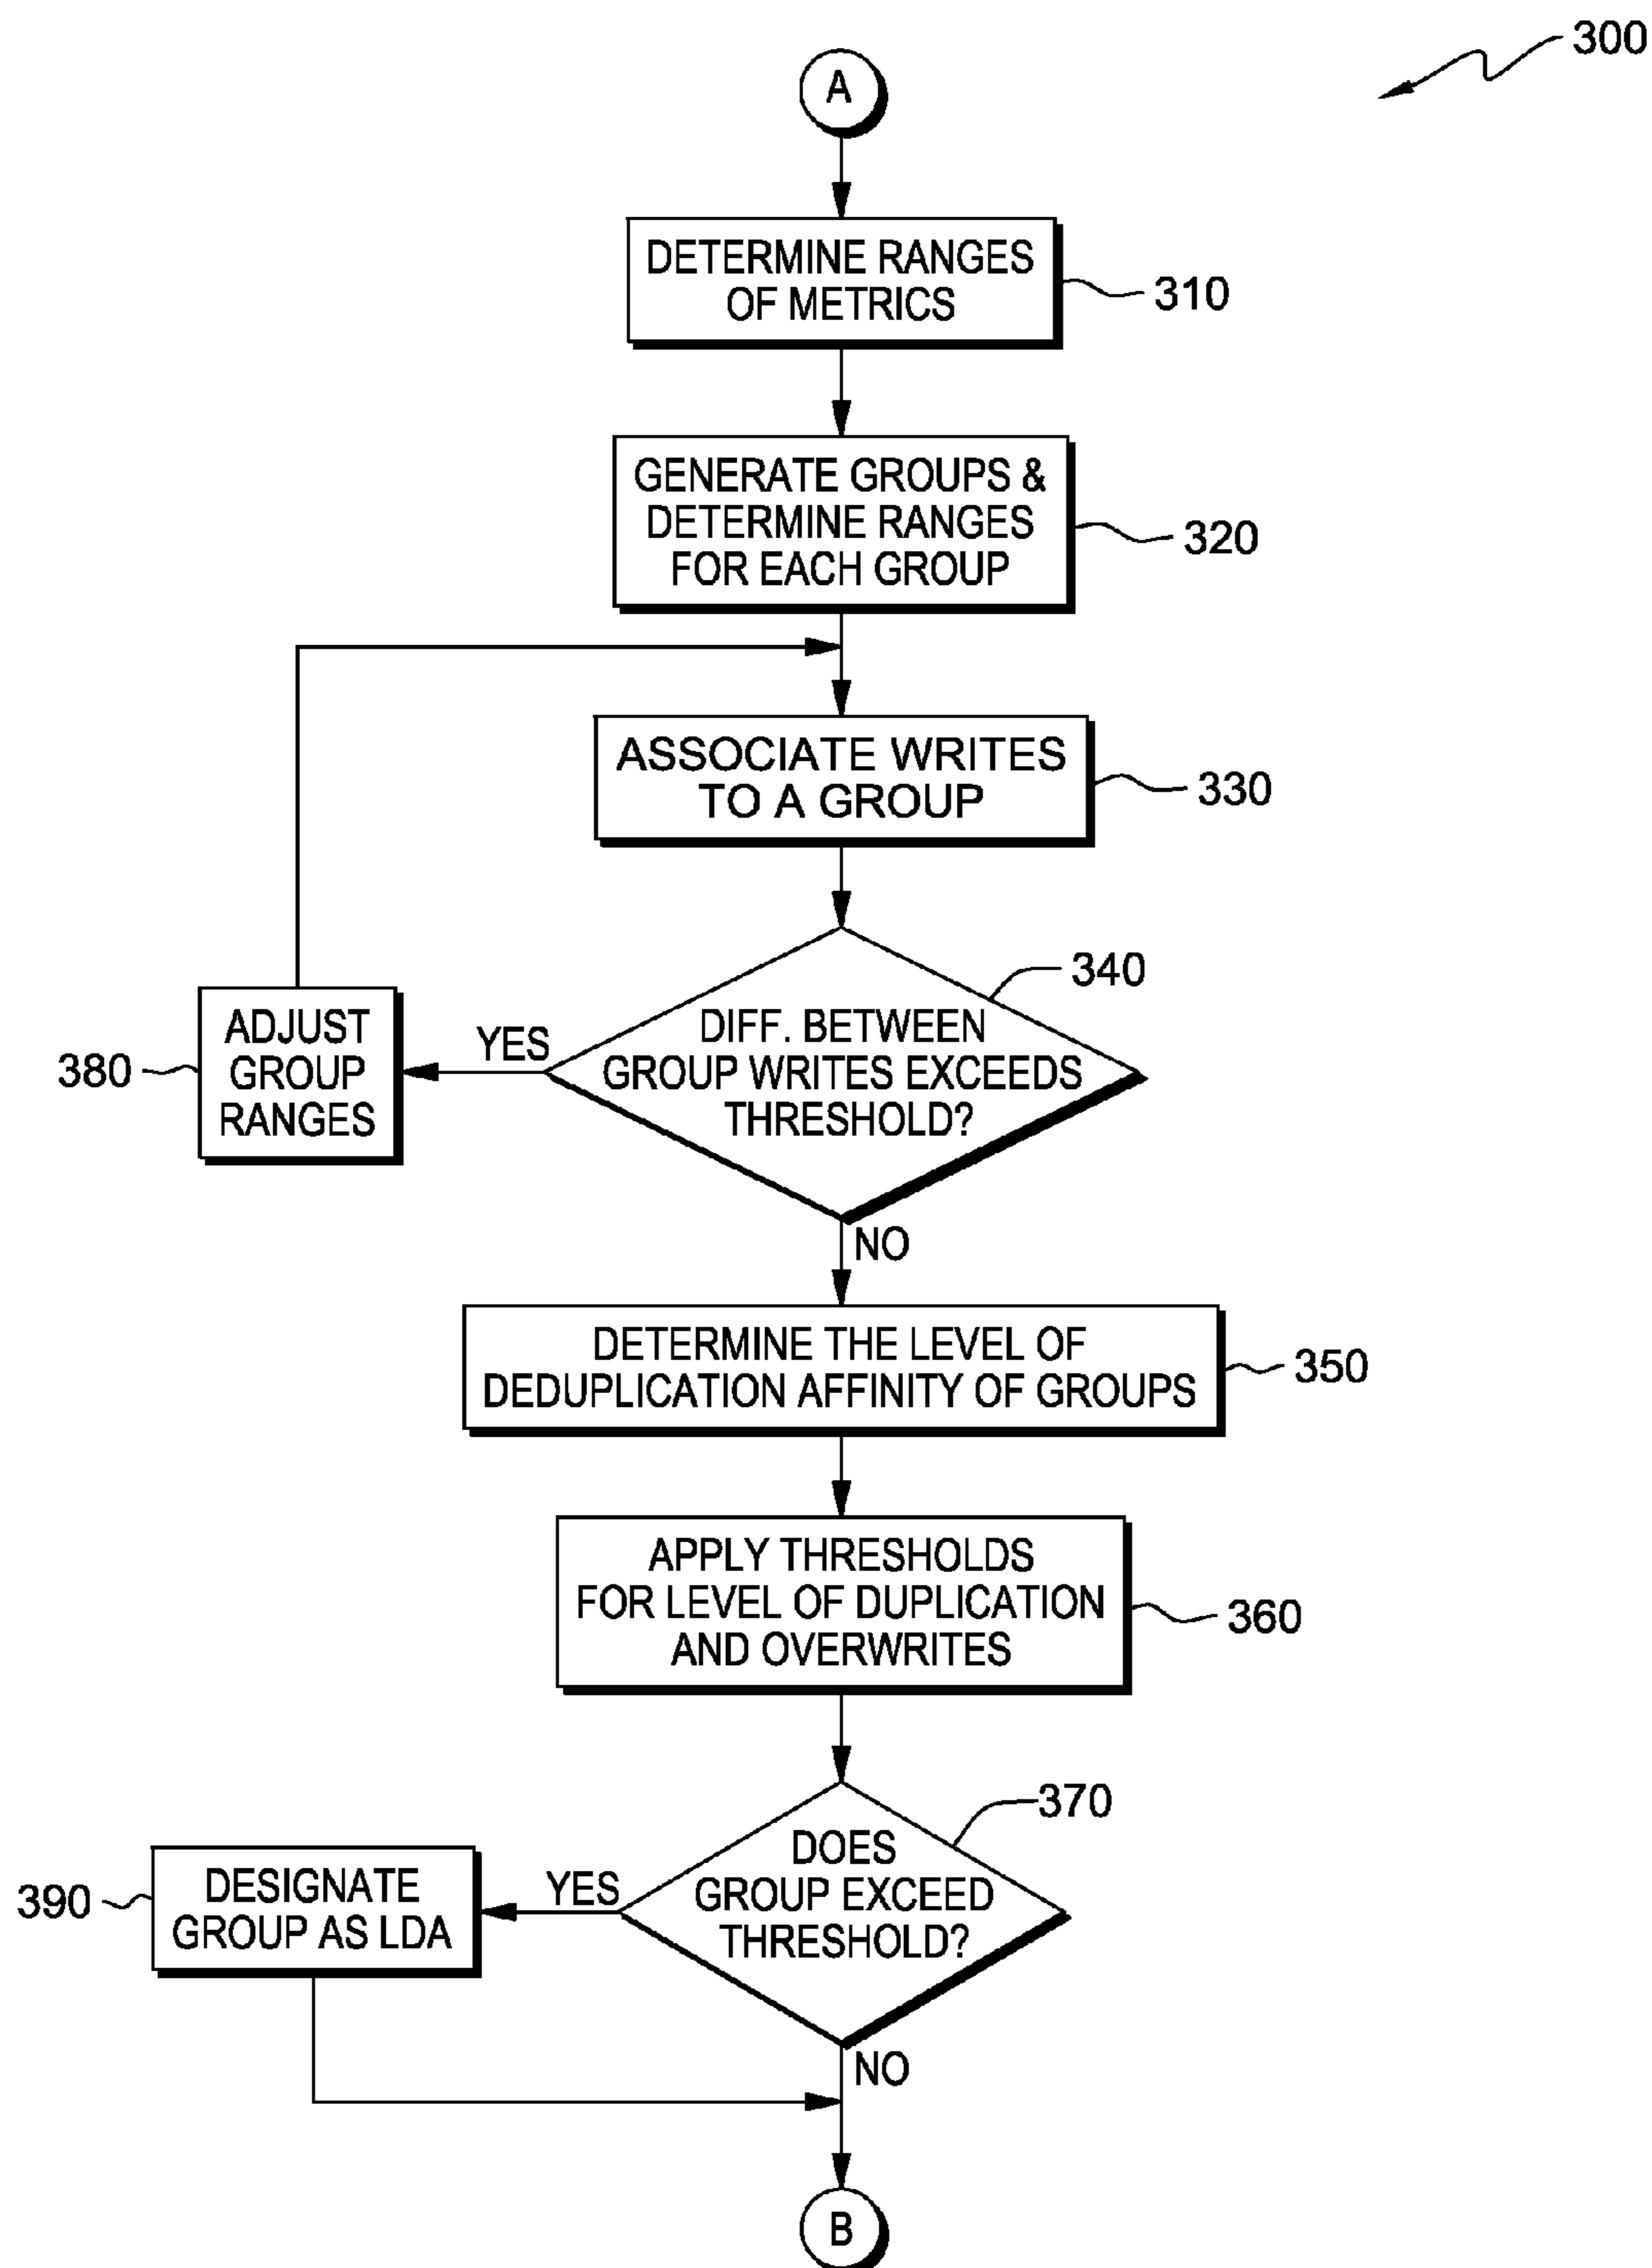 300
A
DETERMINE RANGES
OF METRICS
310
GENERATE GROUPS &
DETERMINE RANGES
FOR EACH GROUP
320
ASSOCIATE WRITES
TO A GROUP
330
340
DIFF. BETWEEN
GROUP WRITES EXCEEDS
THRESHOLD?
YES
ADJUST
GROUP
RANGES
380
NO
DETERMINE THE LEVEL OF
DEDUPLICATION AFFINITY OF GROUPS
350
APPLY THRESHOLDS
FOR LEVEL OF DUPLICATION
AND OVERWRITES
360
370
DOES
GROUP EXCEED
THRESHOLD?
YES
DESIGNATE
GROUP AS LDA
390
NO
B